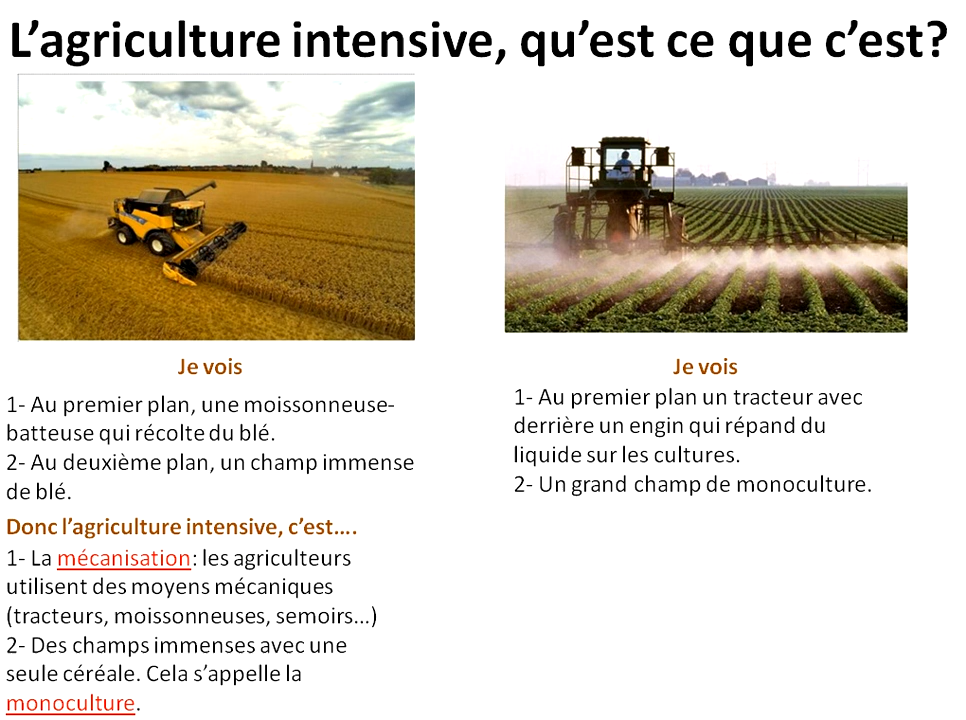 L’agriculture intensive, qu’est ce que c’est?
Je vois
1- Au premier plan, une moissonneuse-
batteuse qui récolte du blé.
2- Au deuxième plan, un champ immense
de blé.
Donc l’agriculture intensive, c’est….
1- La mécanisation: les agriculteurs
utilisent des moyens mécaniques
(tracteurs, moissonneuses, semoirs…)
2- Des champs immenses avec une
seule céréale. Cela s’appelle la
monoculture.
Je vois
1- Au premier plan un tracteur avec
derrière un engin qui répand du
liquide sur les cultures.
2- Un grand champ de monoculture.